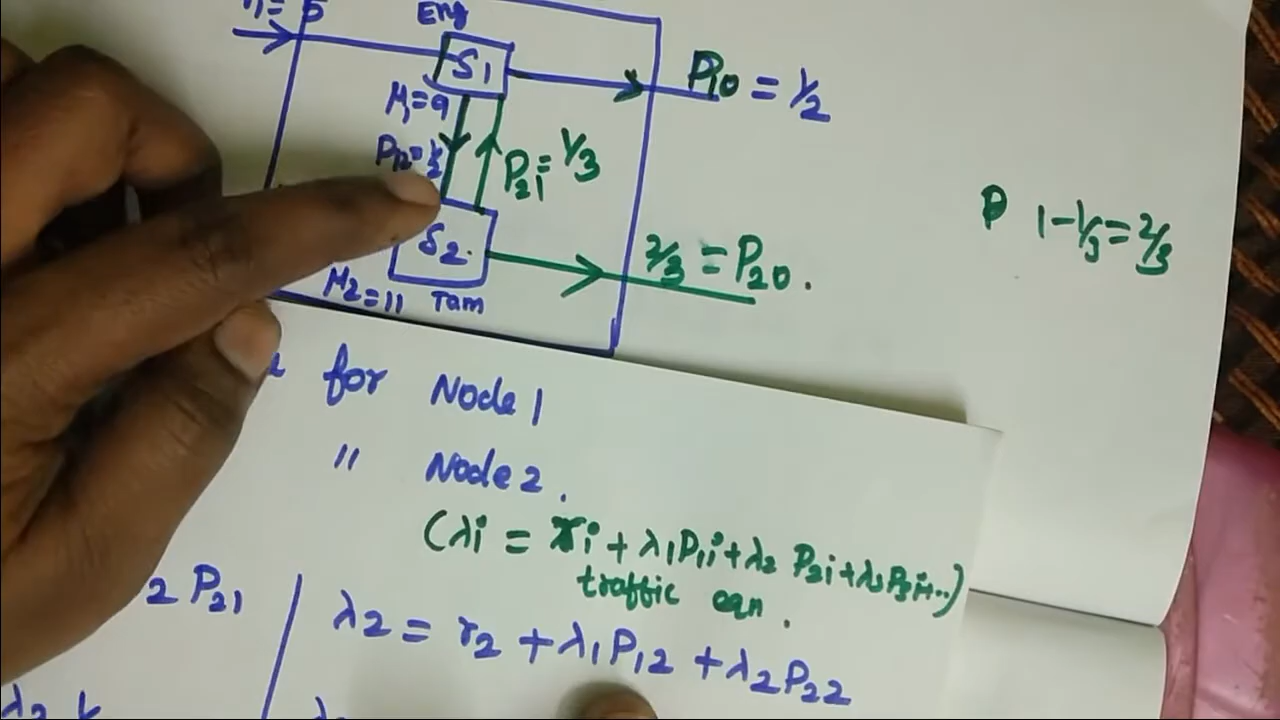 Eng
S1
P10 = 1/2
μ1=9
P12=1/2
P21=1/3
S2.
2/3 = P20.
P 1-1/3=2/3
μ2=11 Tam
for Node 1
" Node 2.
(λi = ri + λ1P1i + λ2 P2i + λ3P3i+..)
traffic eqn.
2 P21
λ2 = r2 + λ1P12 + λ2P22